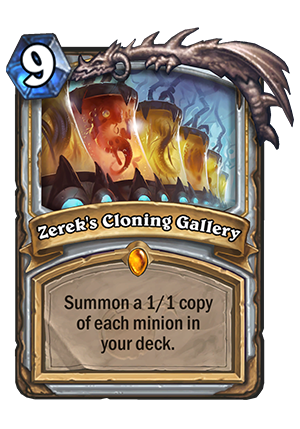 9
Zerek's Cloning Gallery
Summon a 1/1 copy
of each minion in
your deck.